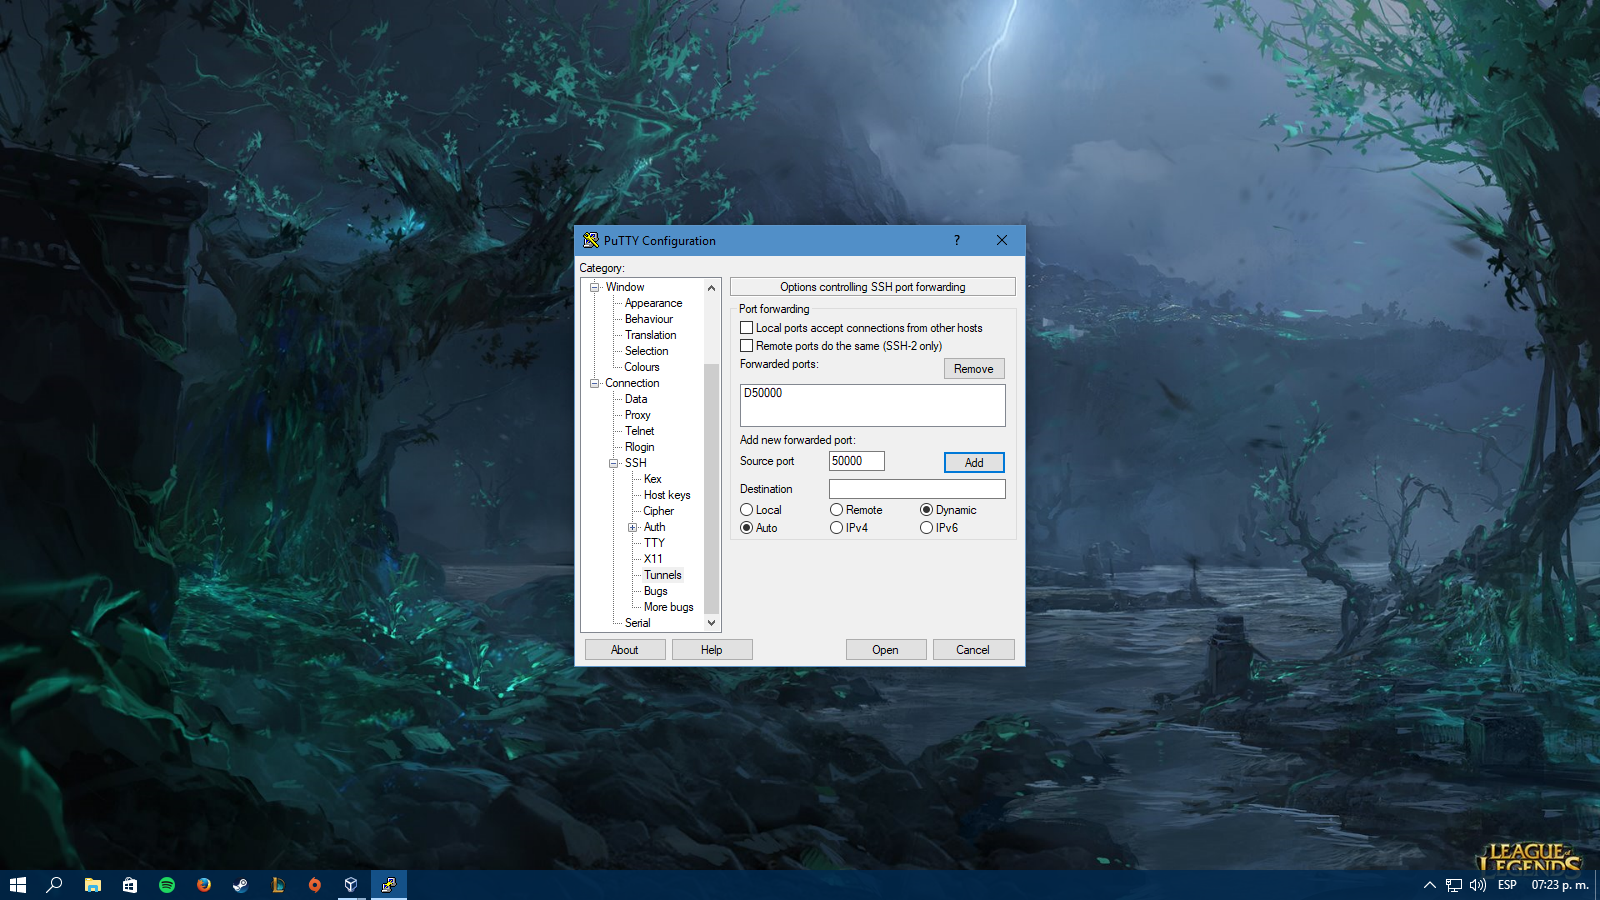 PuTTY Configuration
?
Category:
Window
Appearance
Behaviour
Translation
Selection
Colours
Connection
Data
Proxy
Telnet
Rlogin
SSH
Kex
Host keys
Cipher
Auth
TTY
X11
Tunnels
Bugs
More bugs
Serial
Options controlling SSH port forwarding
Port forwarding
Local ports accept connections from other hosts
Remote ports do the same (SSH-2 only)
Forwarded ports:
Remove
D50000
Add new forwarded port:
Source port 50000 Add
Destination
Local Remote Dynamic
Auto IPv4 IPv6
About Help Open Cancel
LEAGUE of
LEGENDS
ESP 07:23 p. m.